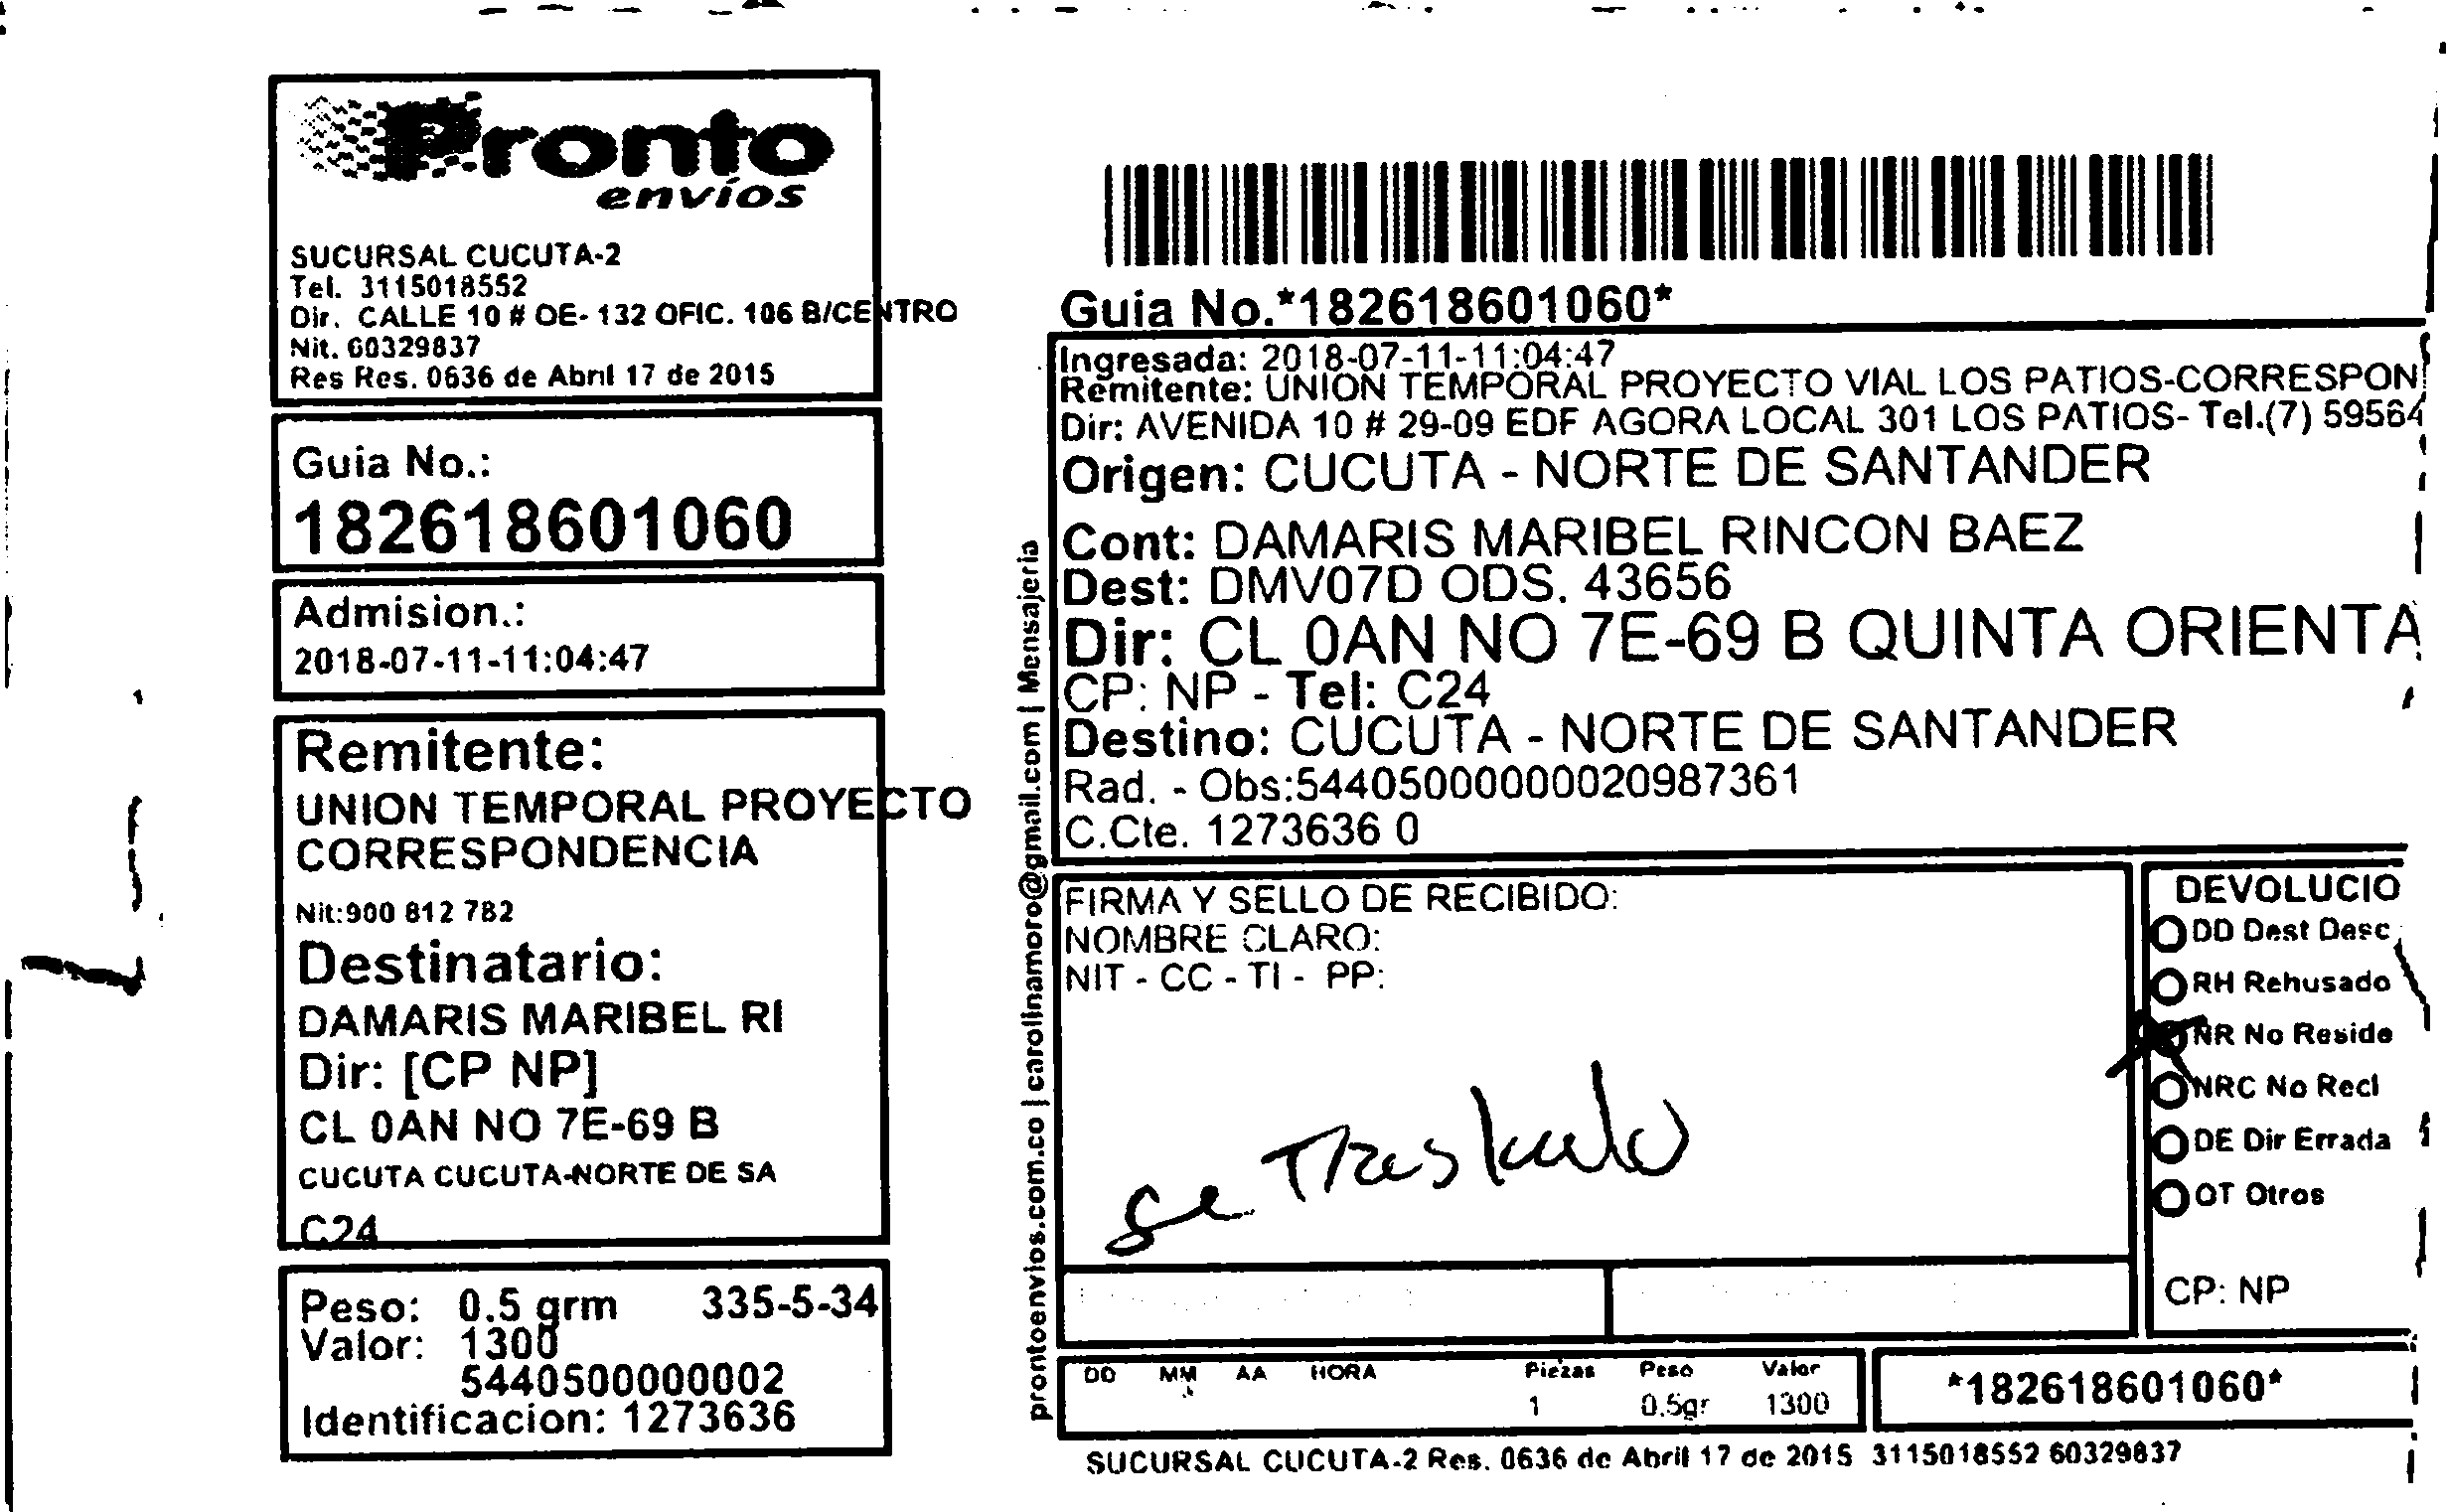 Pronto
envíos
SUCURSAL CUCUTA-2
Tel. 3115018552
Dir. CALLE 10 # OE- 132 OFIC. 106 B/CENTRO
Nit. 60329837
Res Res. 0636 de Abril 17 de 2015
Guia No.:
182618601060
Admision.:
2018-07-11-11:04:47
Remitente:
UNION TEMPORAL PROYECTO
CORRESPONDENCIA
Nit:900 812 782
Destinatario:
DAMARIS MARIBEL RI
Dir: [CP NP]
CL 0AN NO 7E-69 B
CUCUTA CUCUTA-NORTE DE SA
C24
Peso: 0.5 grm 335-5-34
Valor: 1300
5440500000002
Identificacion: 1273636
prontoenvios.com.co | carolinamoro@gmail.com | Mensajeria
Guia No.*182618601060*
Ingresada: 2018-07-11-11:04:47
Remitente: UNION TEMPORAL PROYECTO VIAL LOS PATIOS-CORRESPON
Dir: AVENIDA 10 # 29-09 EDF AGORA LOCAL 301 LOS PATIOS- Tel.(7) 59564
Origen: CUCUTA - NORTE DE SANTANDER
Cont: DAMARIS MARIBEL RINCON BAEZ
Dest: DMV07D ODS. 43656
Dir: CL 0AN NO 7E-69 B QUINTA ORIENTA
CP: NP - Tel: C24
Destino: CUCUTA - NORTE DE SANTANDER
Rad. - Obs:54405000000020987361
C.Cte. 1273636 0
FIRMA Y SELLO DE RECIBIDO:
NOMBRE CLARO:
NIT - CC - TI - PP:
se Traslado
DEVOLUCIO
DD Dest Desc
RH Rehusado
NR No Reside
NRC No Recl
DE Dir Errada
OT Otros
CP: NP
DD MM AA HORA Piezas Peso Valor
1 0.5gr 1300
*182618601060*
SUCURSAL CUCUTA-2 Res. 0636 de Abril 17 de 2015 3115018552 60329837